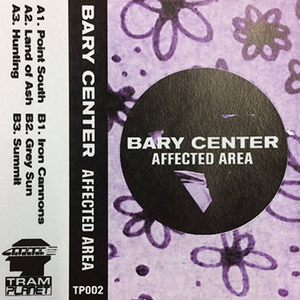 A1. Point South
A2. Land of Ash
A3. Hunting
B1. Iron Cannons
B2. Grey Sun
B3. Summit
TRAM
PLANET
BARY CENTER
AFFECTED AREA
TP002
BARY CENTER
AFFECTED AREA